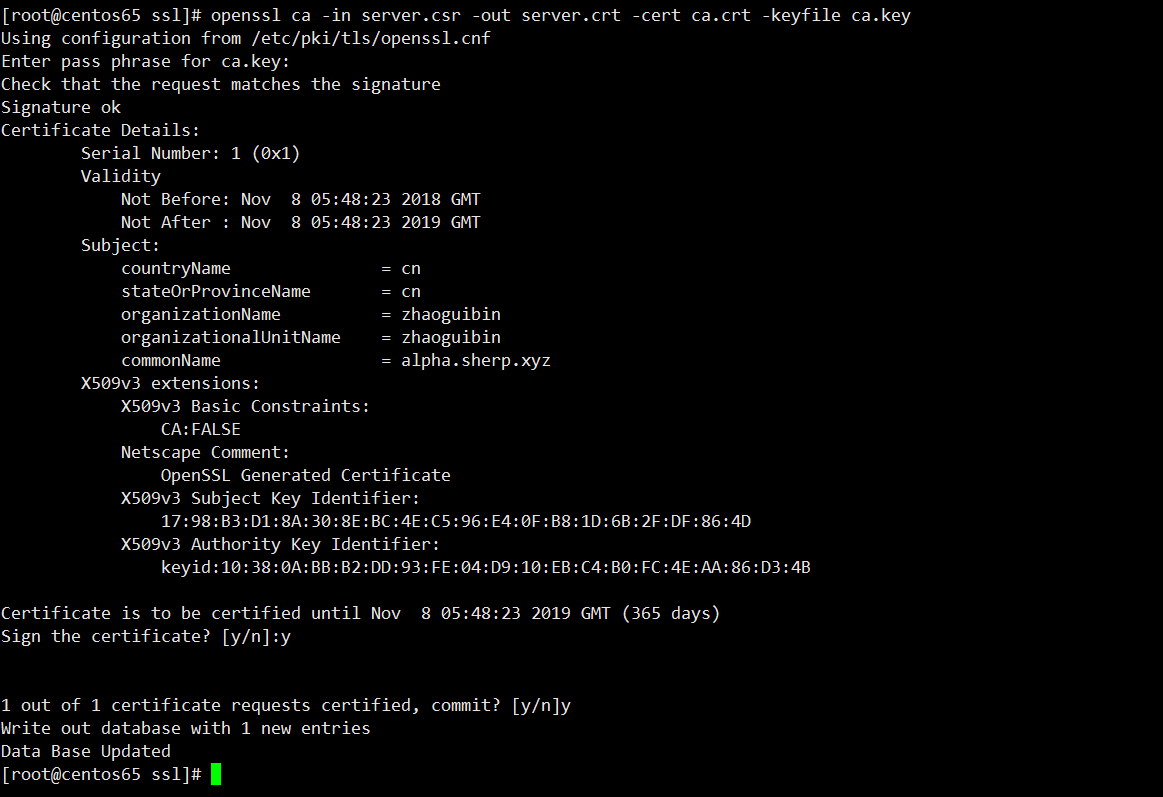 [root@centos65 ssl]# openssl ca -in server.csr -out server.crt -cert ca.crt -keyfile ca.key
Using configuration from /etc/pki/tls/openssl.cnf
Enter pass phrase for ca.key:
Check that the request matches the signature
Signature ok
Certificate Details:
        Serial Number: 1 (0x1)
        Validity
            Not Before: Nov  8 05:48:23 2018 GMT
            Not After : Nov  8 05:48:23 2019 GMT
        Subject:
            countryName               = cn
            stateOrProvinceName       = cn
            organizationName          = zhaoguibin
            organizationalUnitName    = zhaoguibin
            commonName                = alpha.sherp.xyz
        X509v3 extensions:
            X509v3 Basic Constraints:
                CA:FALSE
            Netscape Comment:
                OpenSSL Generated Certificate
            X509v3 Subject Key Identifier:
                17:98:B3:D1:8A:30:8E:BC:4E:C5:96:E4:0F:B8:1D:6B:2F:DF:86:4D
            X509v3 Authority Key Identifier:
                keyid:10:38:0A:BB:B2:DD:93:FE:04:D9:10:EB:C4:B0:FC:4E:AA:86:D3:4B

Certificate is to be certified until Nov  8 05:48:23 2019 GMT (365 days)
Sign the certificate? [y/n]:y


1 out of 1 certificate requests certified, commit? [y/n]y
Write out database with 1 new entries
Data Base Updated
[root@centos65 ssl]#